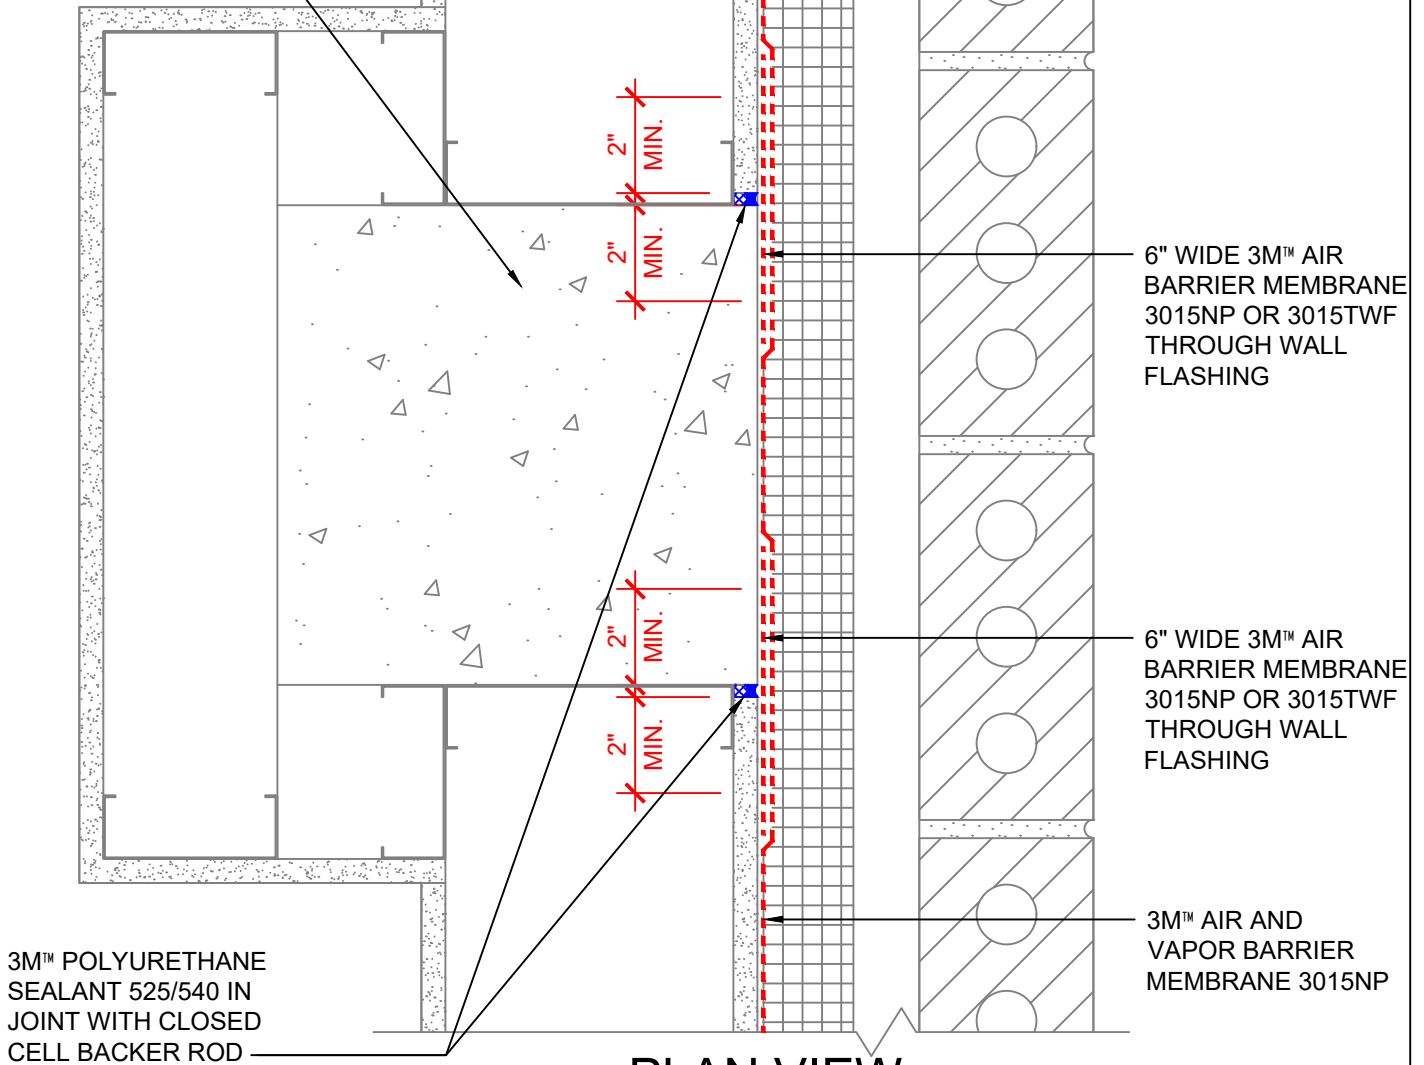 2"
MIN.
2"
MIN.
6" WIDE 3M™ AIR
BARRIER MEMBRANE
3015NP OR 3015TWF
THROUGH WALL
FLASHING
2"
MIN.
2"
MIN.
6" WIDE 3M™ AIR
BARRIER MEMBRANE
3015NP OR 3015TWF
THROUGH WALL
FLASHING
3M™ AIR AND
VAPOR BARRIER
MEMBRANE 3015NP
3M™ POLYURETHANE
SEALANT 525/540 IN
JOINT WITH CLOSED
CELL BACKER ROD
PLAN VIEW